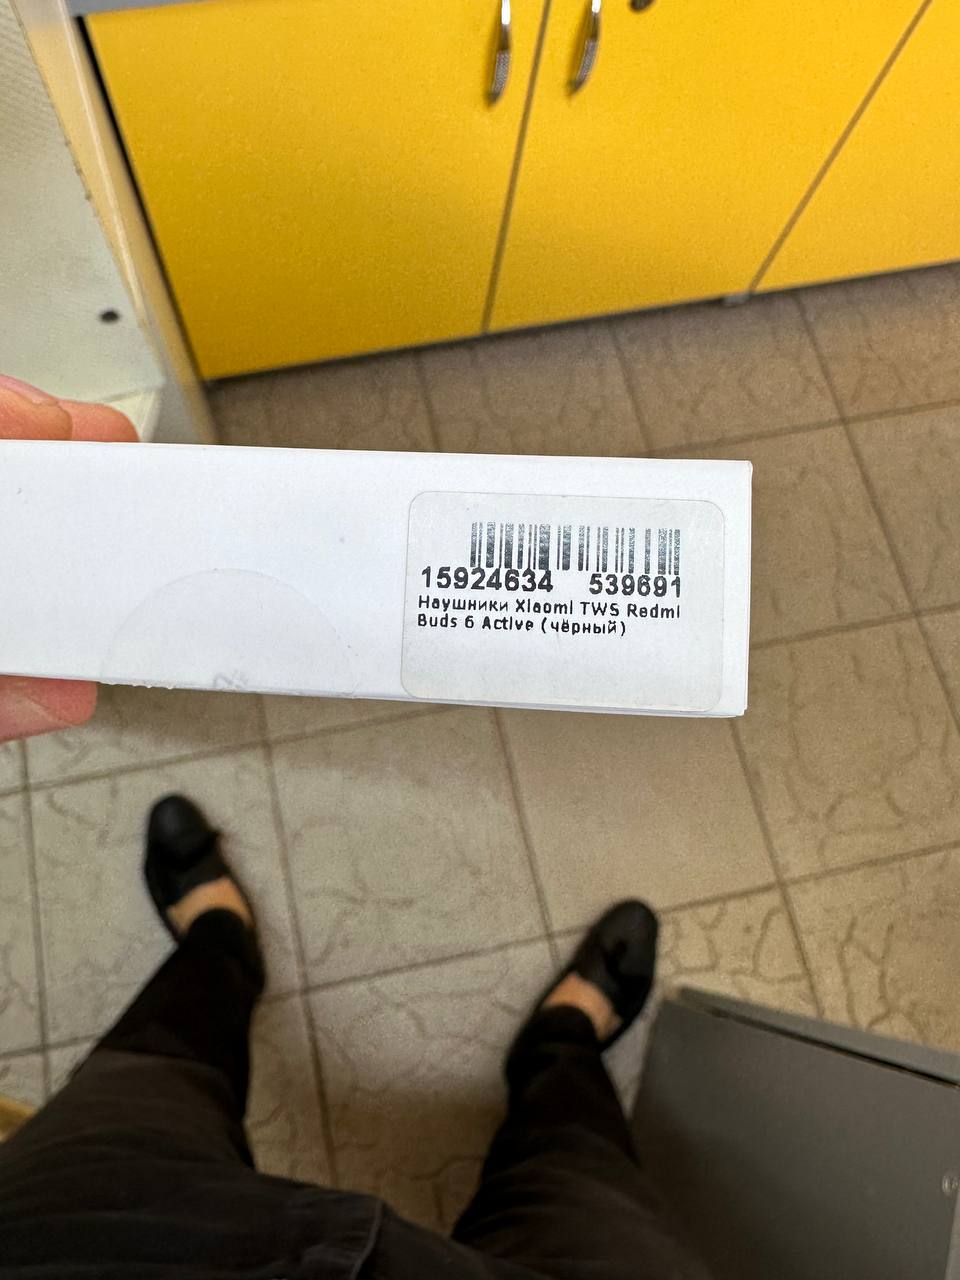 15924634 539691
Наушники Xiaomi TWS Redmi
Buds 6 Active (чёрный)